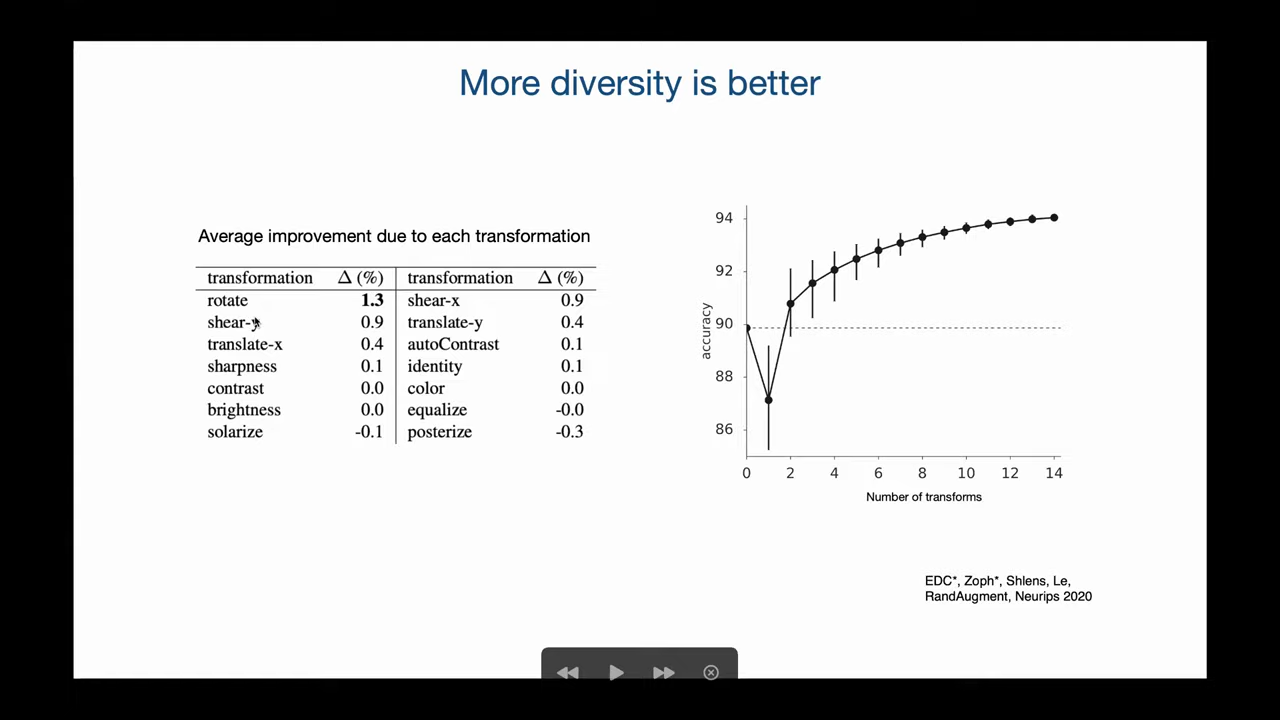 More diversity is better
Average improvement due to each transformation
transformation Δ (%) transformation Δ (%)
rotate 1.3 shear-x 0.9
shear-y 0.9 translate-y 0.4
translate-x 0.4 autoContrast 0.1
sharpness 0.1 identity 0.1
contrast 0.0 color 0.0
brightness 0.0 equalize -0.0
solarize -0.1 posterize -0.3
94
92
90
88
86
accuracy
0 2 4 6 8 10 12 14
Number of transforms
EDC*, Zoph*, Shlens, Le,
RandAugment, Neurips 2020